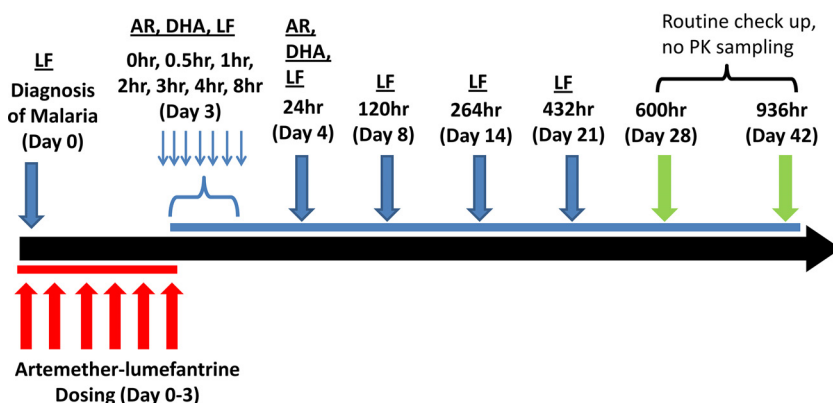 LF
Diagnosis
of Malaria
(Day 0)
AR, DHA, LF
0hr, 0.5hr, 1hr,
2hr, 3hr, 4hr, 8hr
(Day 3)
AR,
DHA,
LF
24hr
(Day 4)
LF
120hr
(Day 8)
LF
264hr
(Day 14)
LF
432hr
(Day 21)
Routine check up,
no PK sampling
600hr
(Day 28)
936hr
(Day 42)
Artemether-lumefantrine
Dosing (Day 0-3)